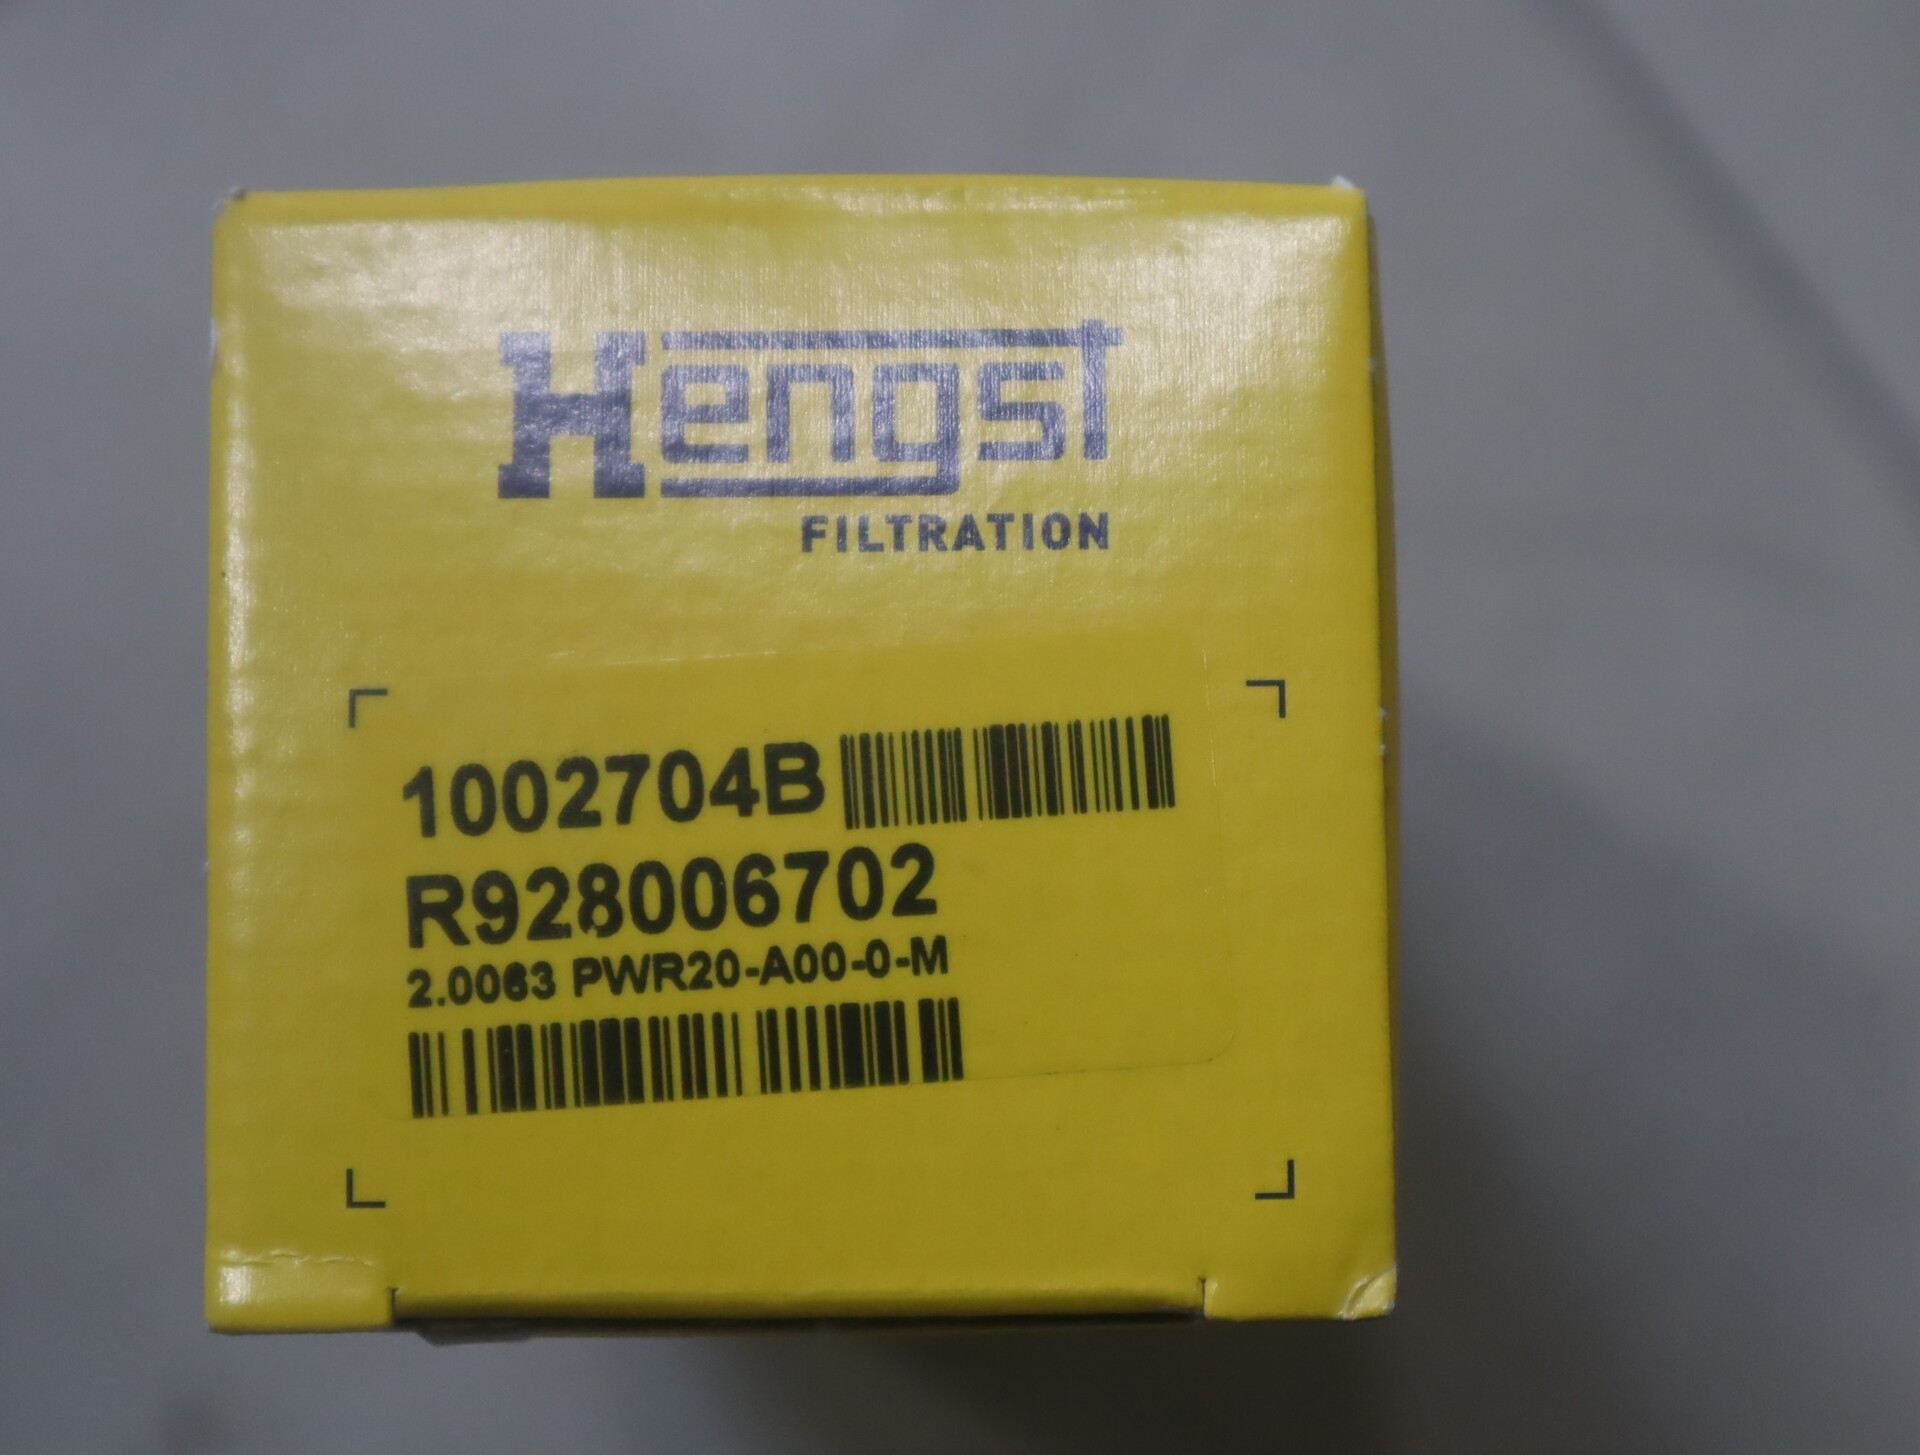 Hengst
FILTRATION
1002704B
R928006702
2.0063 PWR20-A00-0-M